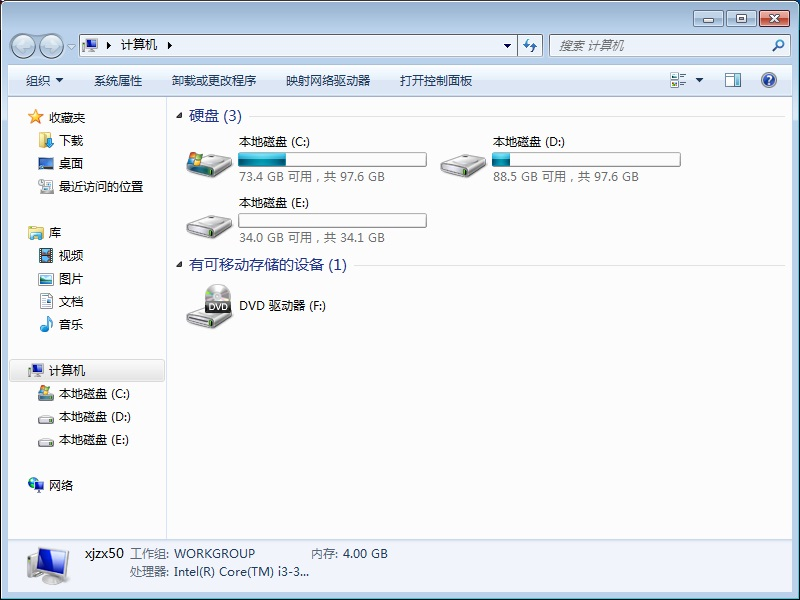 计算机
搜索 计算机
组织 系统属性 卸载或更改程序 映射网络驱动器 打开控制面板
收藏夹
下载
桌面
最近访问的位置
库
视频
图片
文档
音乐
计算机
本地磁盘 (C:)
本地磁盘 (D:)
本地磁盘 (E:)
网络
硬盘 (3)
本地磁盘 (C:)
73.4 GB 可用，共 97.6 GB
本地磁盘 (D:)
88.5 GB 可用，共 97.6 GB
本地磁盘 (E:)
34.0 GB 可用，共 34.1 GB
有可移动存储的设备 (1)
DVD
DVD 驱动器 (F:)
xjzx50 工作组: WORKGROUP 内存: 4.00 GB
处理器: Intel(R) Core(TM) i3-3...